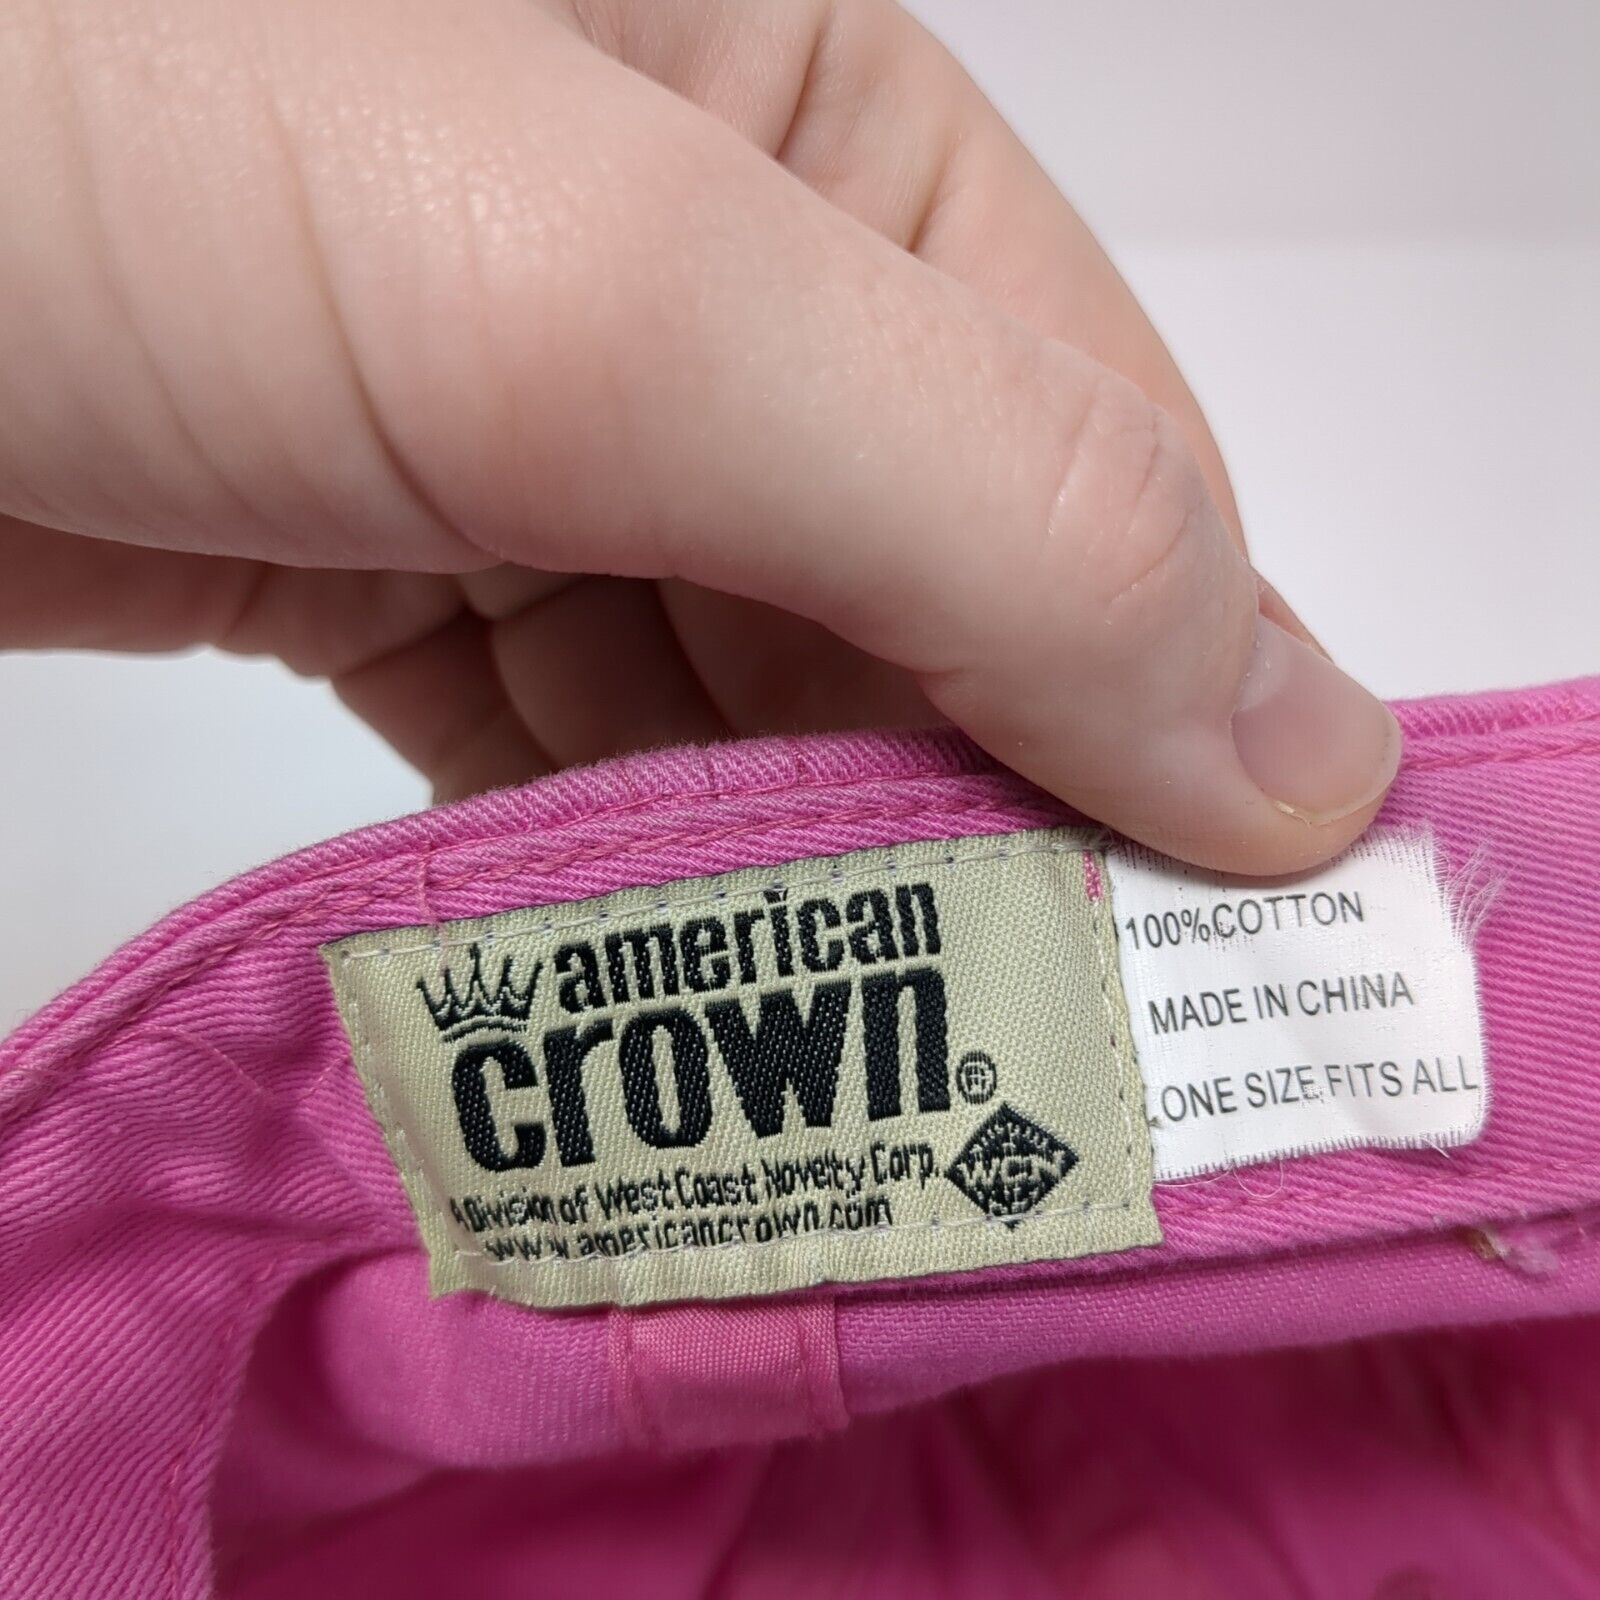 american
crown®
A Division of West Coast Novelty Corp.
www.americancrown.com
WCN
100%COTTON
MADE IN CHINA
ONE SIZE FITS ALL